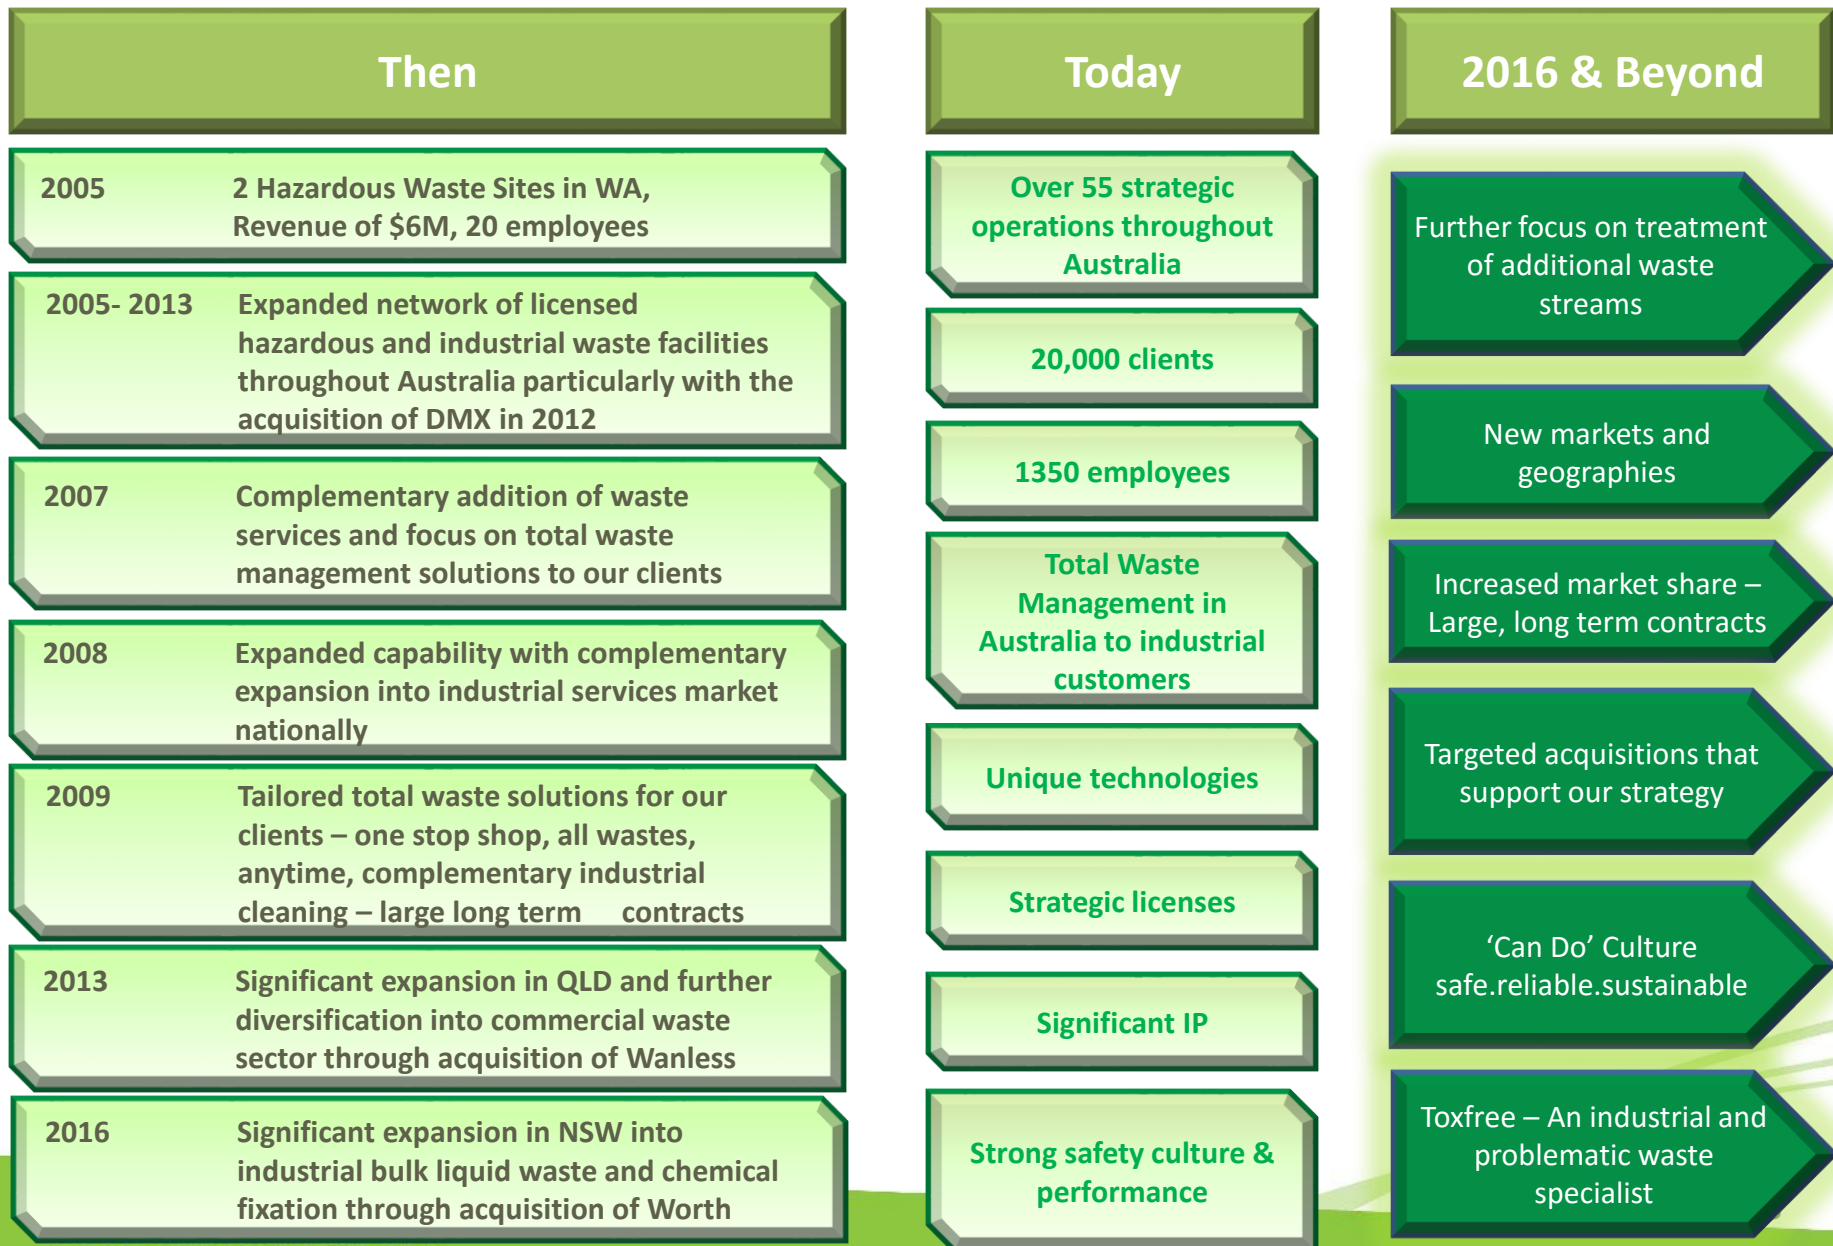 Then
2005 2 Hazardous Waste Sites in WA,
Revenue of $6M, 20 employees
2005- 2013 Expanded network of licensed
hazardous and industrial waste facilities
throughout Australia particularly with the
acquisition of DMX in 2012
2007 Complementary addition of waste
services and focus on total waste
management solutions to our clients
2008 Expanded capability with complementary
expansion into industrial services market
nationally
2009 Tailored total waste solutions for our
clients – one stop shop, all wastes,
anytime, complementary industrial
cleaning – large long term contracts
2013 Significant expansion in QLD and further
diversification into commercial waste
sector through acquisition of Wanless
2016 Significant expansion in NSW into
industrial bulk liquid waste and chemical
fixation through acquisition of Worth
Today
Over 55 strategic
operations throughout
Australia
20,000 clients
1350 employees
Total Waste
Management in
Australia to industrial
customers
Unique technologies
Strategic licenses
Significant IP
Strong safety culture &
performance
2016 & Beyond
Further focus on treatment
of additional waste
streams
New markets and
geographies
Increased market share –
Large, long term contracts
Targeted acquisitions that
support our strategy
‘Can Do’ Culture
safe.reliable.sustainable
Toxfree – An industrial and
problematic waste
specialist